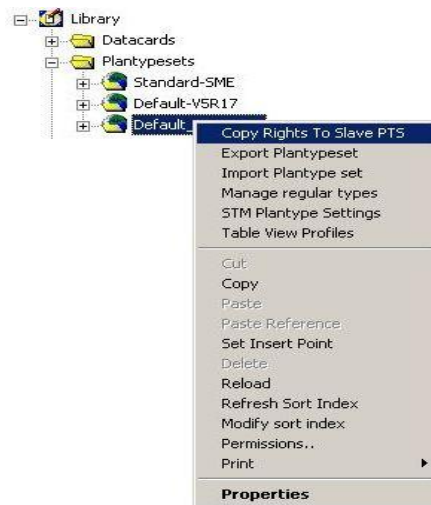 Library
Datacards
Plantypesets
Standard-SME
Default-V5R17
Default_
Copy Rights To Slave PTS
Export Plantypeset
Import Plantype set
Manage regular types
STM Plantype Settings
Table View Profiles
Cut
Copy
Paste
Paste Reference
Set Insert Point
Delete
Reload
Refresh Sort Index
Modify sort index
Permissions..
Print
Properties